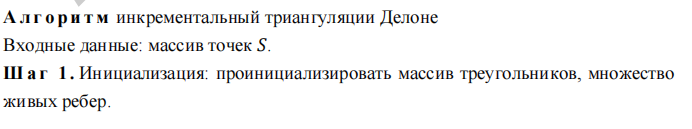 Алгоритм инкрементальный триангуляции Делоне
Входные данные: массив точек S.
Шаг 1. Инициализация: проинициализировать массив треугольников, множество
живых ребер.